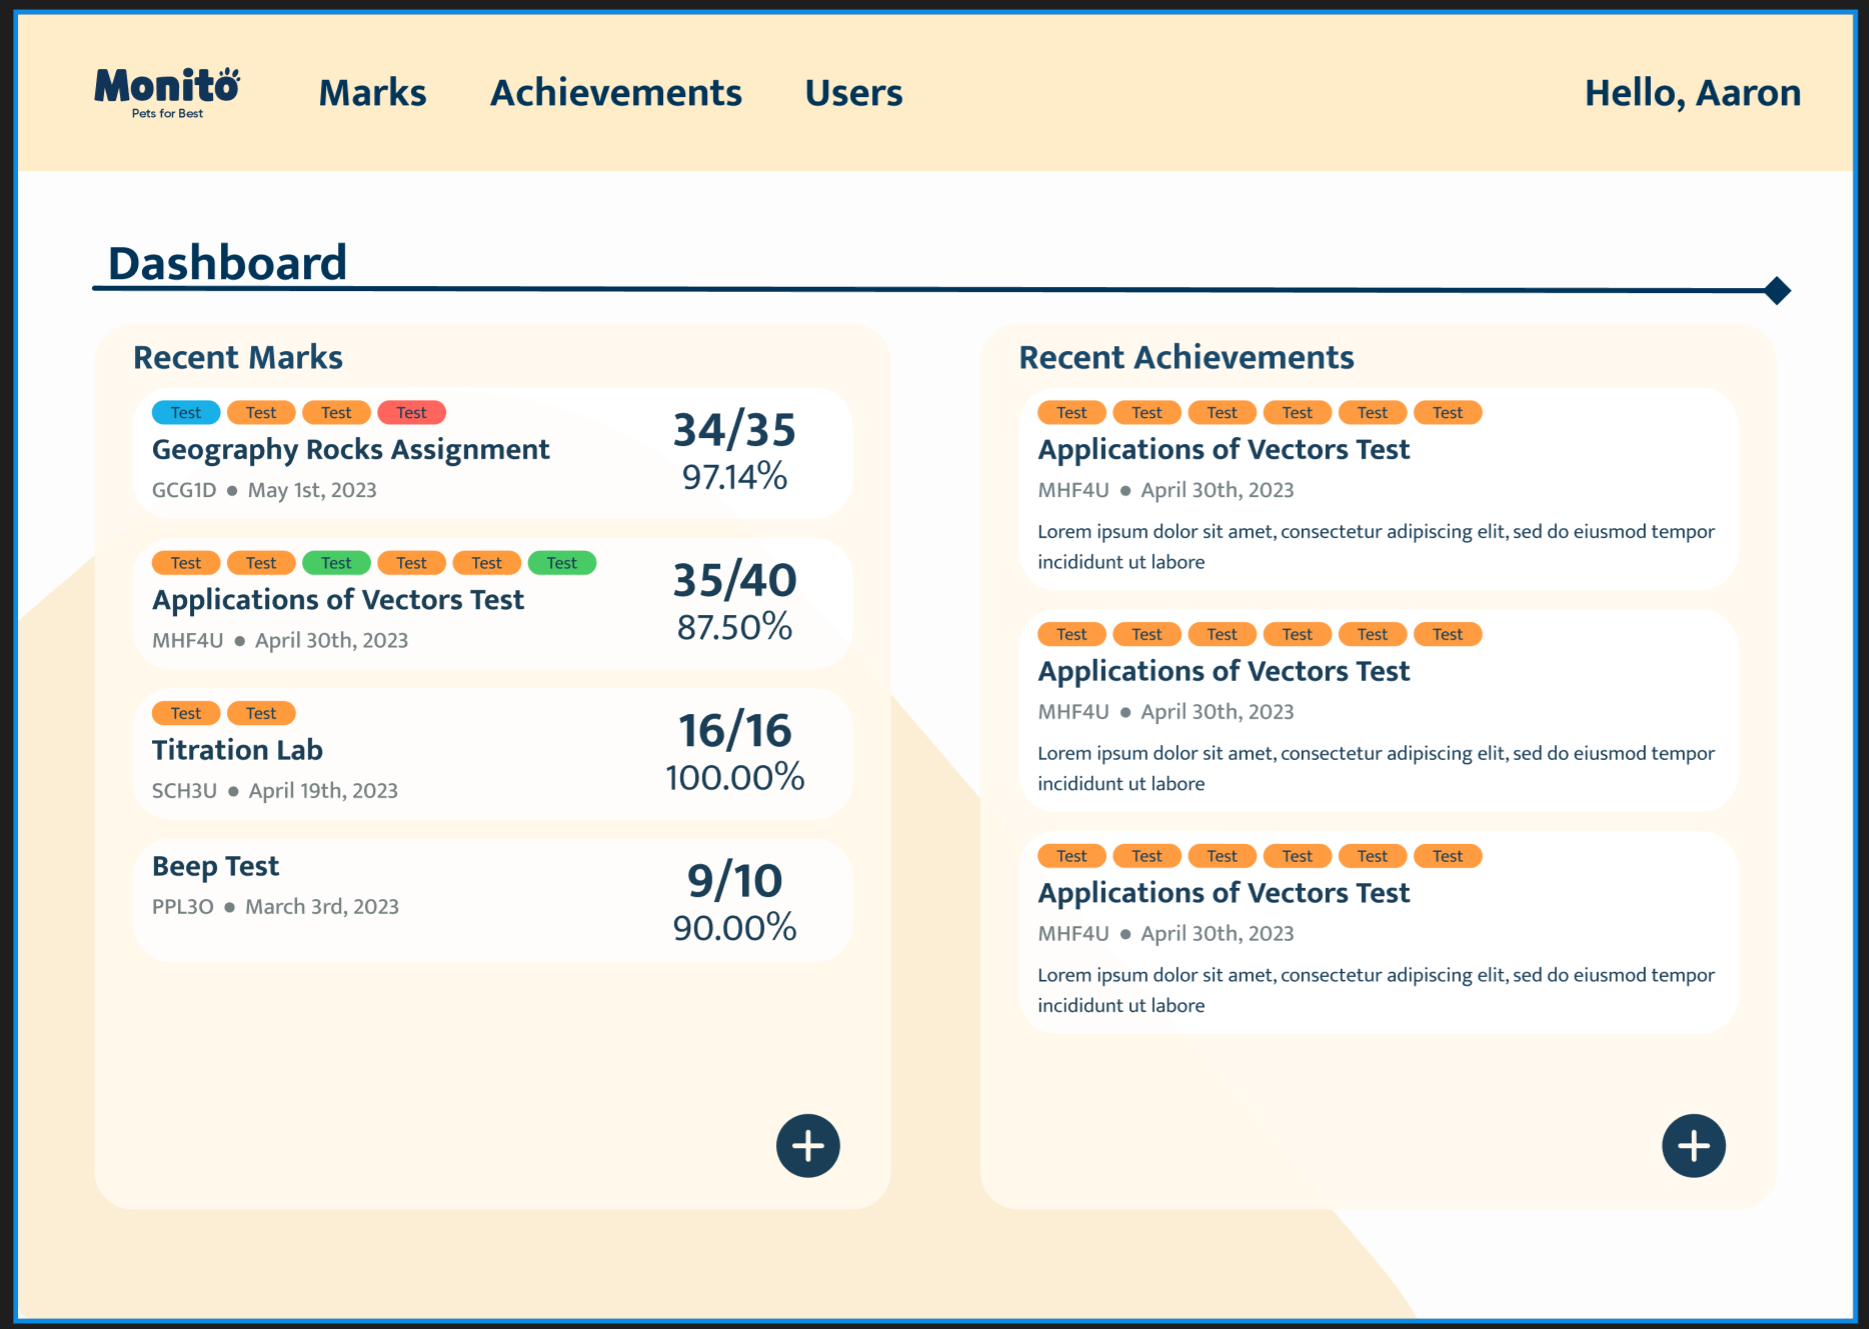 Monito
Pets for Best
Marks
Achievements
Users
Hello, Aaron
Dashboard
Recent Marks
Test Test Test Test
Geography Rocks Assignment
GCG1D ● May 1st, 2023
34/35
97.14%
Test Test Test Test Test Test
Applications of Vectors Test
MHF4U ● April 30th, 2023
35/40
87.50%
Test Test
Titration Lab
SCH3U ● April 19th, 2023
16/16
100.00%
Beep Test
PPL3O ● March 3rd, 2023
9/10
90.00%
Recent Achievements
Test Test Test Test Test Test
Applications of Vectors Test
MHF4U ● April 30th, 2023
Lorem ipsum dolor sit amet, consectetur adipiscing elit, sed do eiusmod tempor
incididunt ut labore
Test Test Test Test Test Test
Applications of Vectors Test
MHF4U ● April 30th, 2023
Lorem ipsum dolor sit amet, consectetur adipiscing elit, sed do eiusmod tempor
incididunt ut labore
Test Test Test Test Test Test
Applications of Vectors Test
MHF4U ● April 30th, 2023
Lorem ipsum dolor sit amet, consectetur adipiscing elit, sed do eiusmod tempor
incididunt ut labore